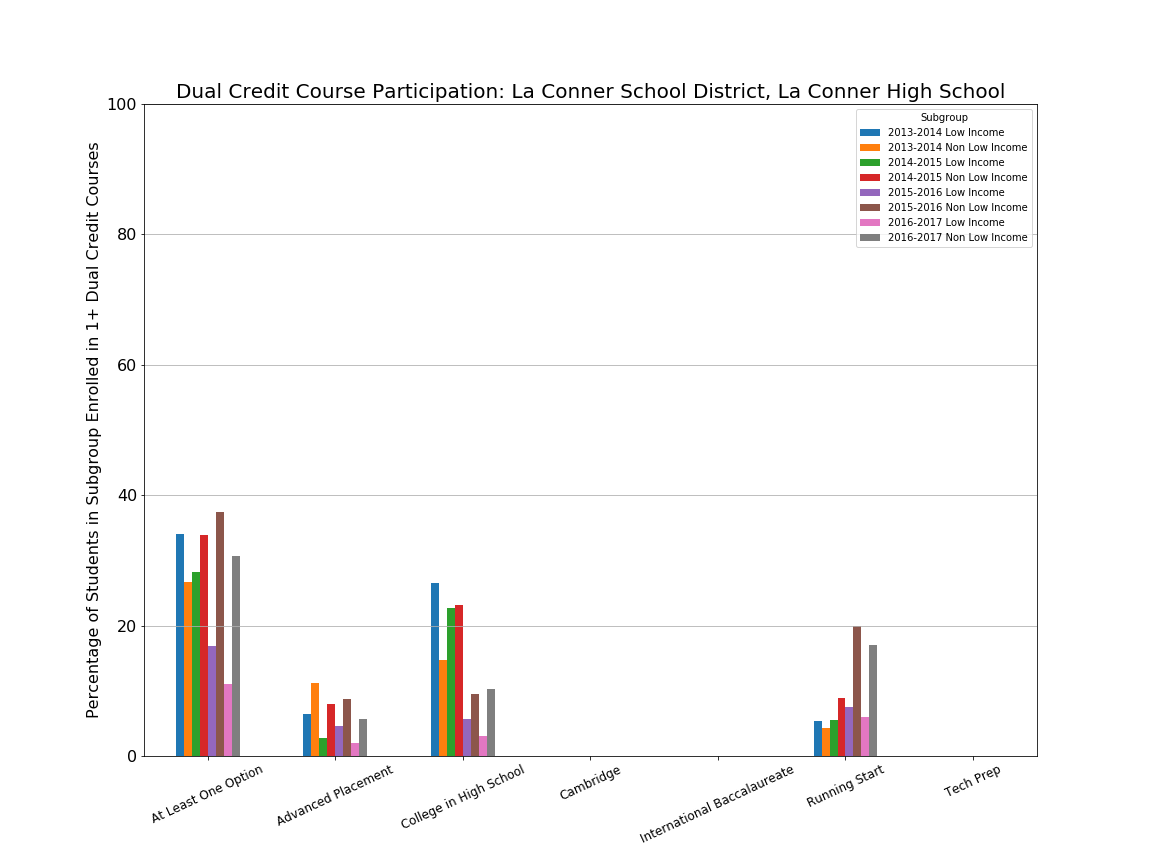 Dual Credit Course Participation: La Conner School District, La Conner High School
Percentage of Students in Subgroup Enrolled in 1+ Dual Credit Courses
100
80
60
40
20
0
Subgroup
2013-2014 Low Income
2013-2014 Non Low Income
2014-2015 Low Income
2014-2015 Non Low Income
2015-2016 Low Income
2015-2016 Non Low Income
2016-2017 Low Income
2016-2017 Non Low Income
At Least One Option
Advanced Placement
College in High School
Cambridge
International Baccalaureate
Running Start
Tech Prep